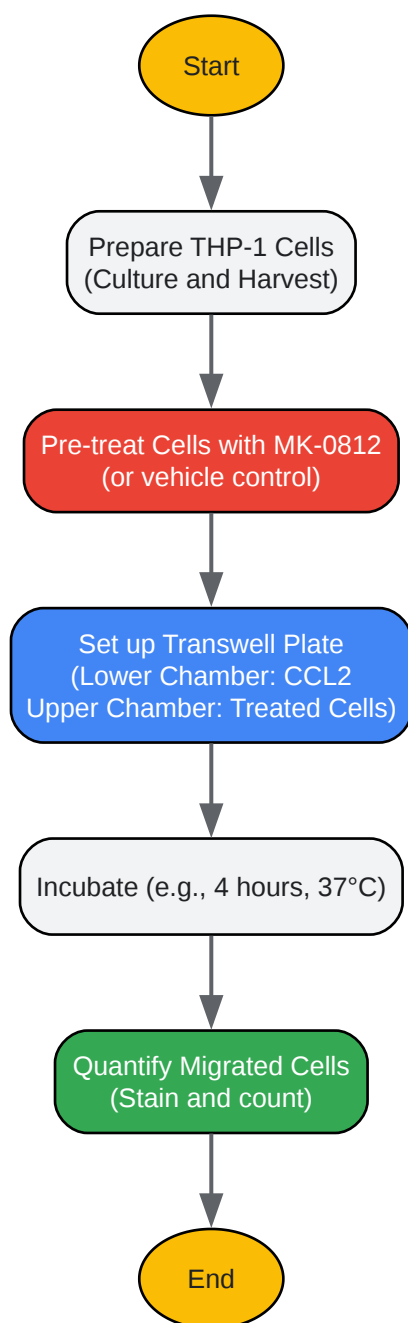 Start
Prepare THP-1 Cells
(Culture and Harvest)
Pre-treat Cells with MK-0812
(or vehicle control)
Set up Transwell Plate
(Lower Chamber: CCL2
Upper Chamber: Treated Cells)
Incubate (e.g., 4 hours, 37°C)
Quantify Migrated Cells
(Stain and count)
End